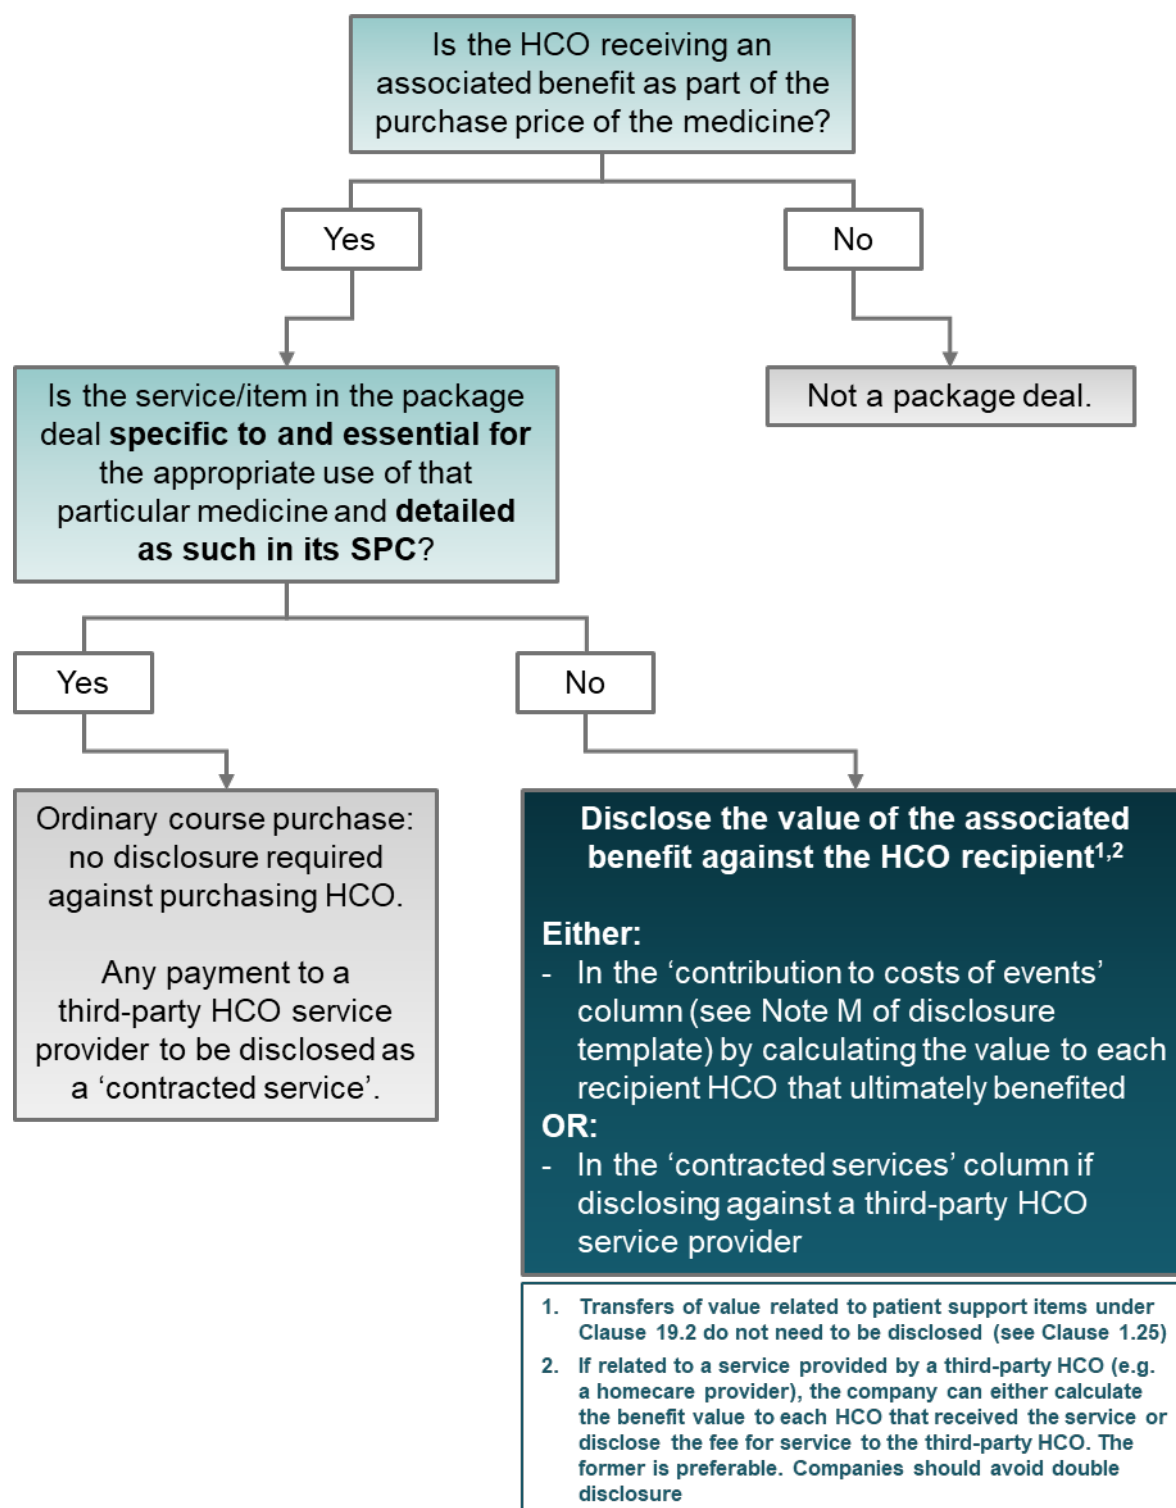 Is the HCO receiving an
associated benefit as part of the
purchase price of the medicine?
Yes
No
Is the service/item in the package
deal specific to and essential for
the appropriate use of that
particular medicine and detailed
as such in its SPC?
Not a package deal.
Yes
No
Ordinary course purchase:
no disclosure required
against purchasing HCO.
Any payment to a
third-party HCO service
provider to be disclosed as
a ‘contracted service’.
Disclose the value of the associated
benefit against the HCO recipient1,2
Either:
- In the ‘contribution to costs of events’
column (see Note M of disclosure
template) by calculating the value to each
recipient HCO that ultimately benefited
OR:
- In the ‘contracted services’ column if
disclosing against a third-party HCO
service provider
1. Transfers of value related to patient support items under
Clause 19.2 do not need to be disclosed (see Clause 1.25)
2. If related to a service provided by a third-party HCO (e.g.
a homecare provider), the company can either calculate
the benefit value to each HCO that received the service or
disclose the fee for service to the third-party HCO. The
former is preferable. Companies should avoid double
disclosure